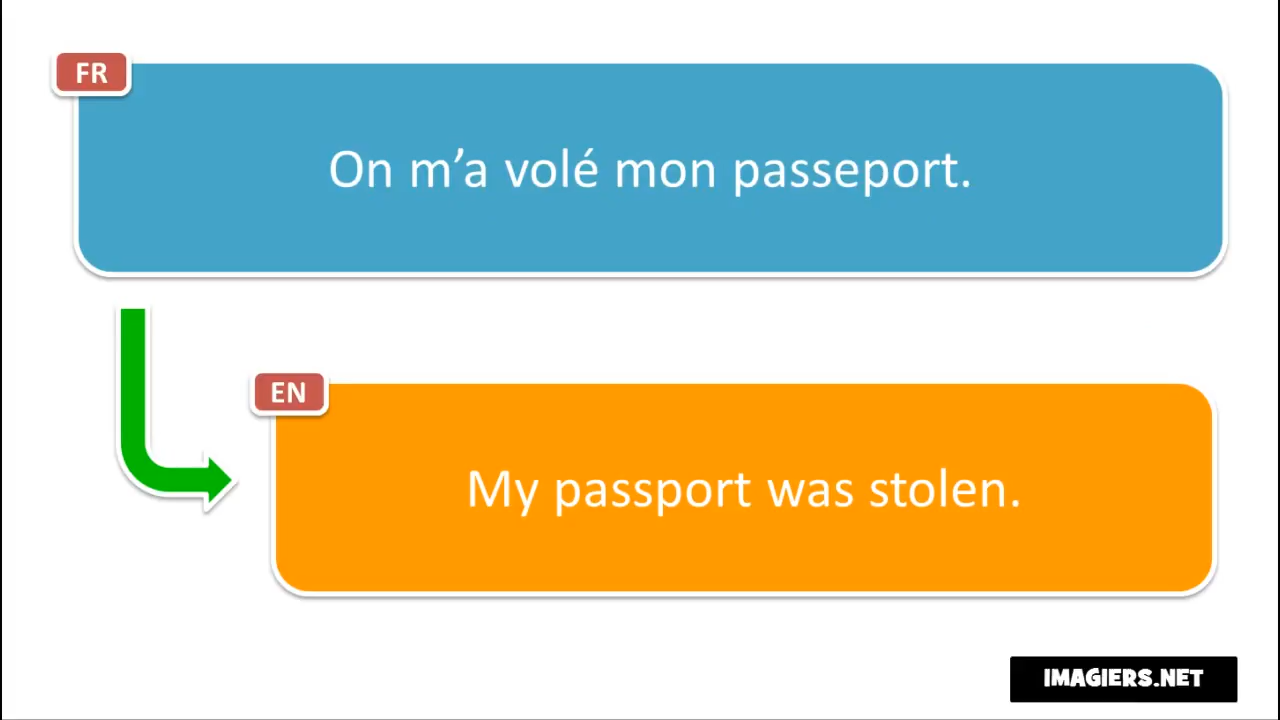 FR
On m’a volé mon passeport.
EN
My passport was stolen.
IMAGIERS.NET